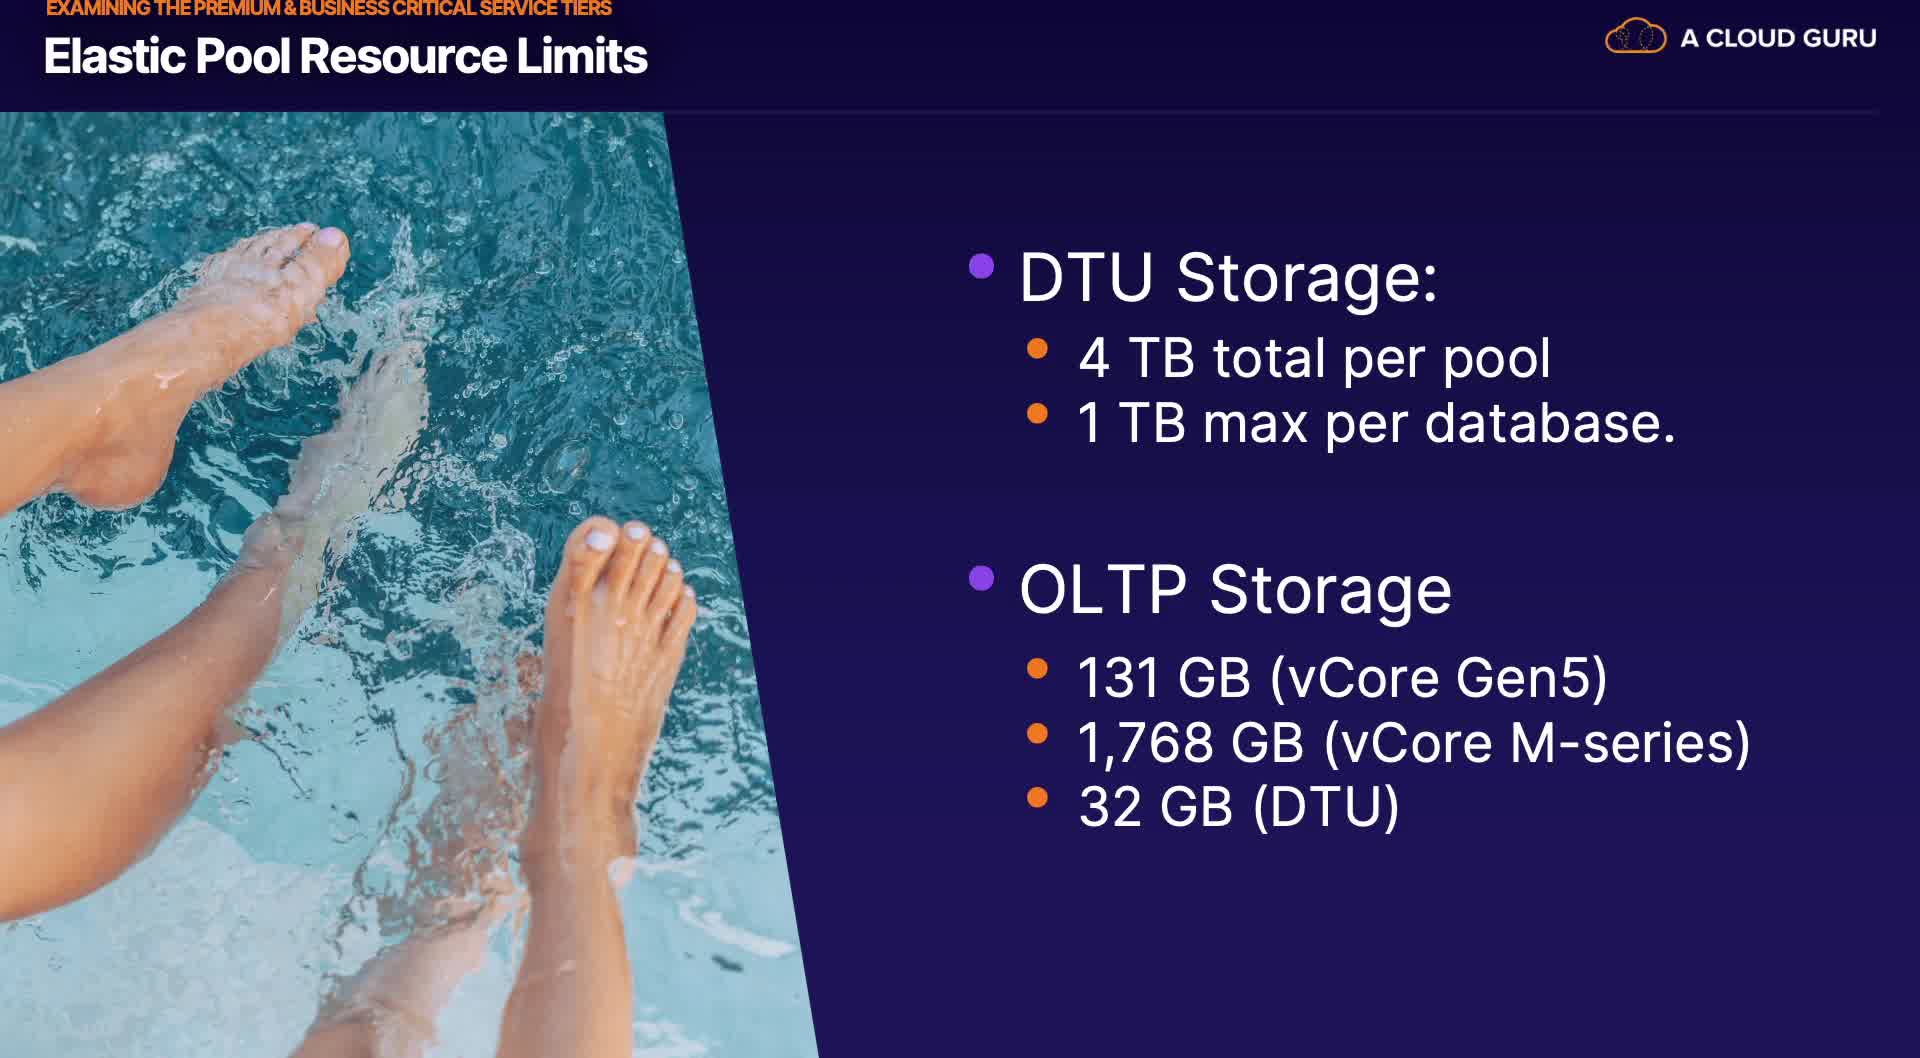 EXAMINING THE PREMIUM & BUSINESS CRITICAL SERVICE TIERS
Elastic Pool Resource Limits
A CLOUD GURU
DTU Storage:
4 TB total per pool
1 TB max per database.
OLTP Storage
131 GB (vCore Gen5)
1,768 GB (vCore M-series)
32 GB (DTU)